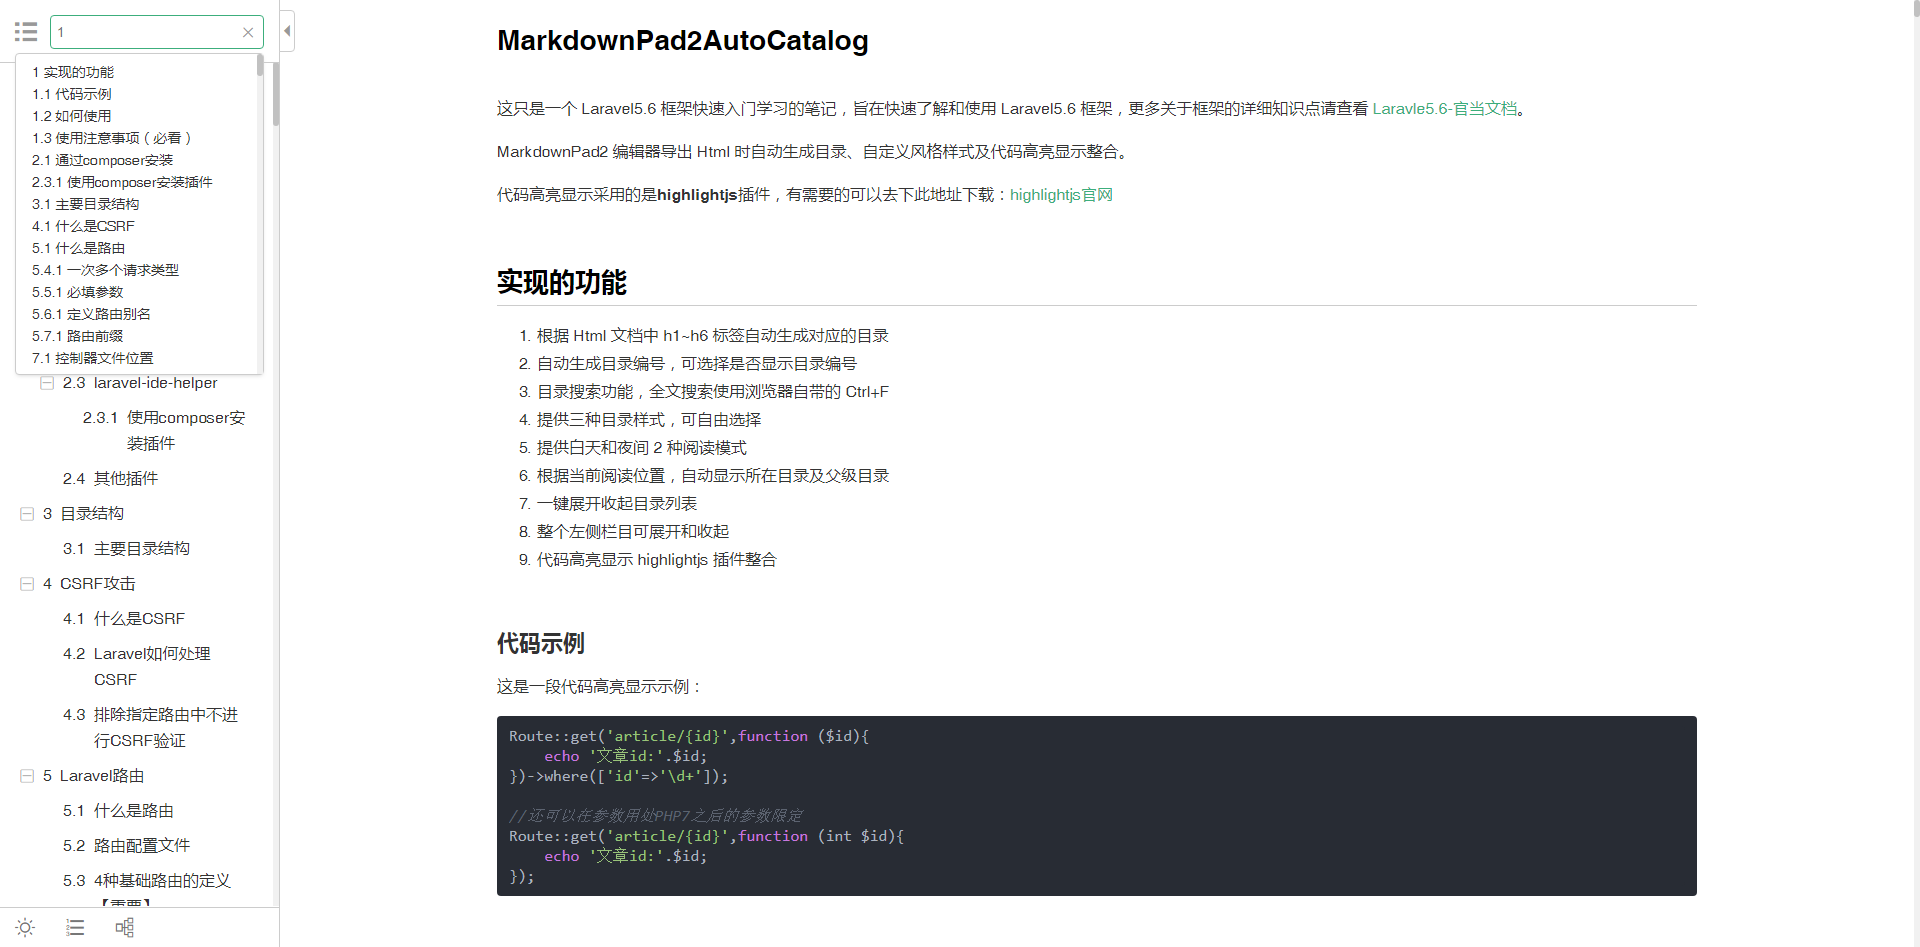 1
1 实现的功能
1.1 代码示例
1.2 如何使用
1.3 使用注意事项（必看）
2.1 通过composer安装
2.3.1 使用composer安装插件
3.1 主要目录结构
4.1 什么是CSRF
5.1 什么是路由
5.4.1 一次多个请求类型
5.5.1 必填参数
5.6.1 定义路由别名
5.7.1 路由前缀
7.1 控制器文件位置
2.3 laravel-ide-helper
2.3.1 使用composer安
装插件
2.4 其他插件
3 目录结构
3.1 主要目录结构
4 CSRF攻击
4.1 什么是CSRF
4.2 Laravel如何处理
CSRF
4.3 排除指定路由中不进
行CSRF验证
5 Laravel路由
5.1 什么是路由
5.2 路由配置文件
5.3 4种基础路由的定义
【重要】
MarkdownPad2AutoCatalog
这只是一个 Laravel5.6 框架快速入门学习的笔记，旨在快速了解和使用 Laravel5.6 框架，更多关于框架的详细知识点请查看 Laravle5.6-官当文档。
MarkdownPad2 编辑器导出 Html 时自动生成目录、自定义风格样式及代码高亮显示整合。
代码高亮显示采用的是highlightjs插件，有需要的可以去下此地址下载：highlightjs官网
实现的功能
1. 根据 Html 文档中 h1~h6 标签自动生成对应的目录
2. 自动生成目录编号，可选择是否显示目录编号
3. 目录搜索功能，全文搜索使用浏览器自带的 Ctrl+F
4. 提供三种目录样式，可自由选择
5. 提供白天和夜间 2 种阅读模式
6. 根据当前阅读位置，自动显示所在目录及父级目录
7. 一键展开收起目录列表
8. 整个左侧栏目可展开和收起
9. 代码高亮显示 highlightjs 插件整合
代码示例
这是一段代码高亮显示示例：
Route::get('article/{id}',function ($id){
    echo '文章id:'.$id;
})->where(['id'=>'\d+']);
//还可以在参数用处PHP7之后的参数限定
Route::get('article/{id}',function (int $id){
    echo '文章id:'.$id;
});